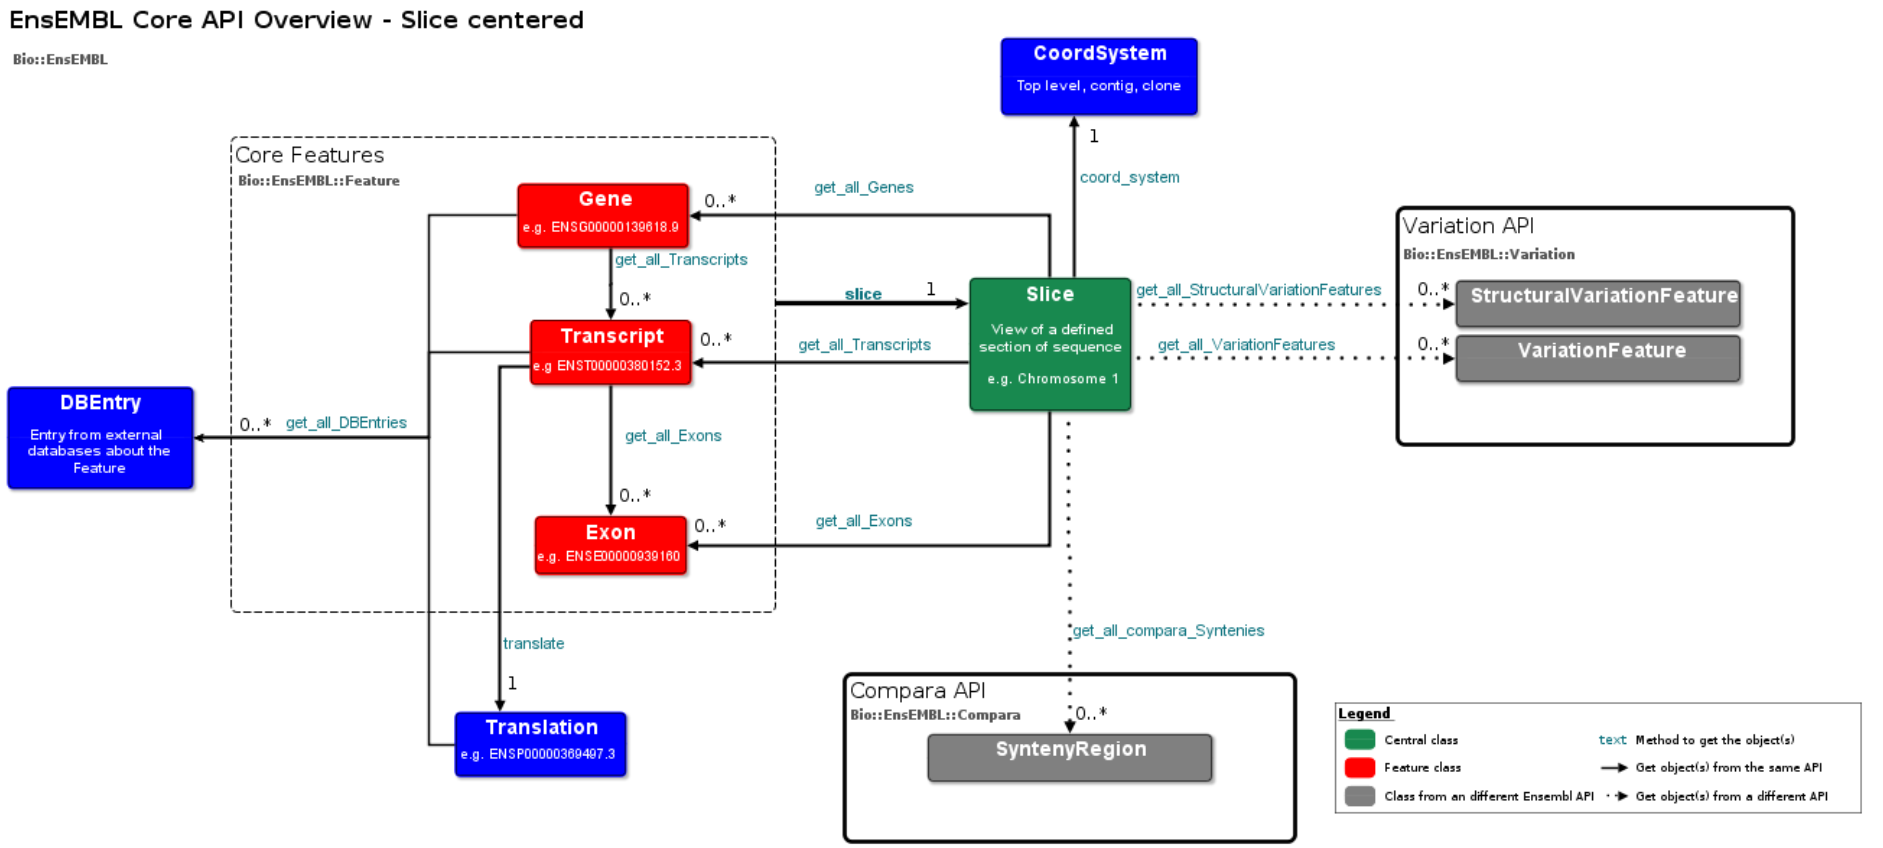 EnsEMBL Core API Overview - Slice centered
Bio::EnsEMBL
CoordSystem
Top level, contig, clone
1
coord_system
Core Features
Bio::EnsEMBL::Feature
Gene
e.g. ENSG00000139618.9
0..*
get_all_Genes
get_all_Transcripts
0..*
Transcript
e.g ENST00000380152.3
0..*
get_all_Transcripts
slice
1
Slice
View of a defined
section of sequence
e.g. Chromosome 1
get_all_StructuralVariationFeatures
0..*
get_all_VariationFeatures
0..*
Variation API
Bio::EnsEMBL::Variation
StructuralVariationFeature
VariationFeature
DBEntry
Entry from external
databases about the
Feature
0..*
get_all_DBEntries
get_all_Exons
0..*
Exon
e.g. ENSE00000939160
0..*
get_all_Exons
translate
1
Translation
e.g. ENSP00000369497.3
get_all_compara_Syntenies
Compara API
Bio::EnsEMBL::Compara
0..*
SyntenyRegion
Legend
Central class
text Method to get the object(s)
Feature class
Get object(s) from the same API
Class from an different Ensembl API
Get object(s) from a different API